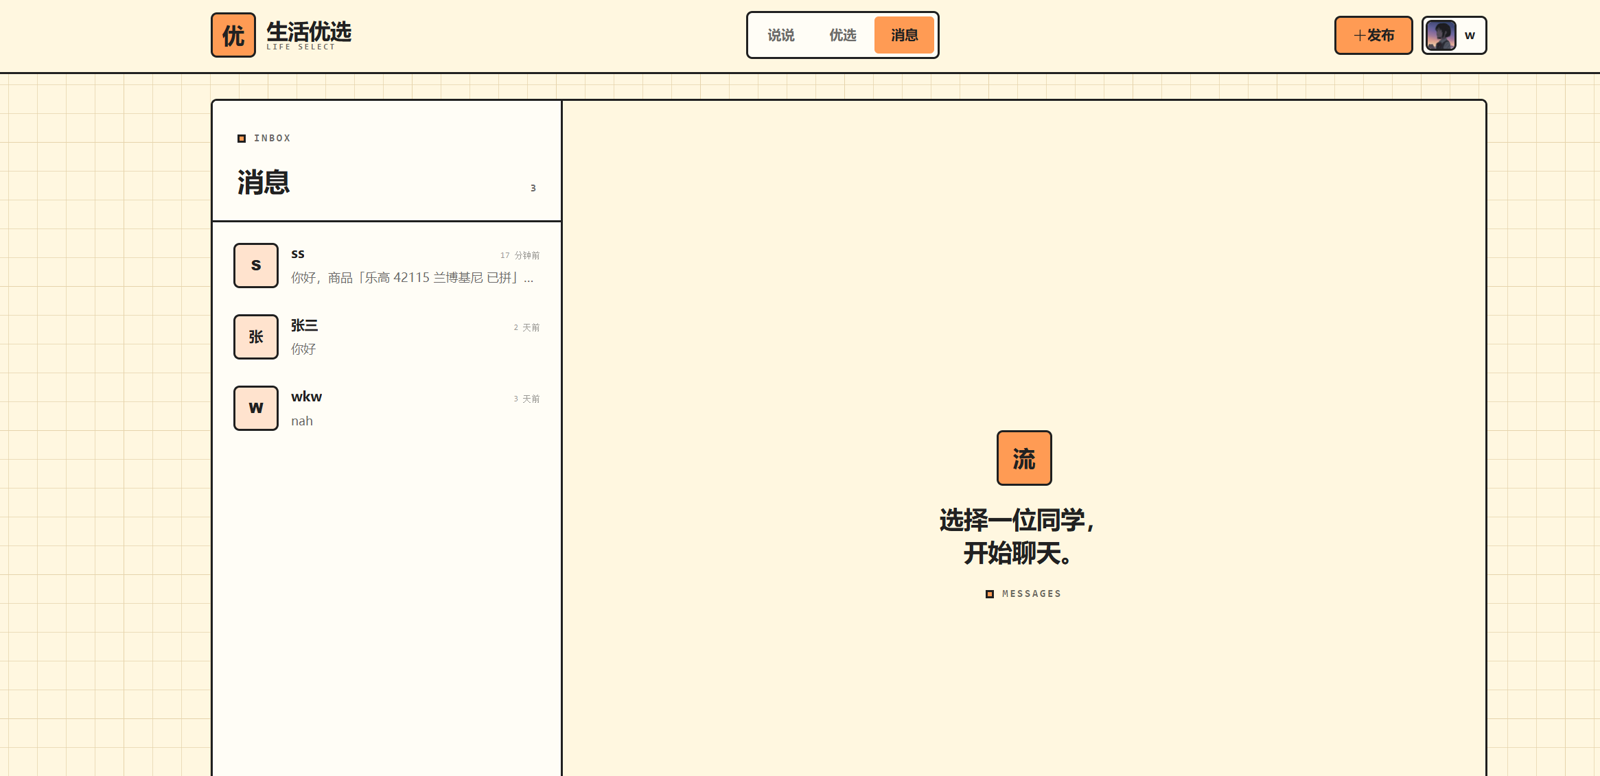 优
生活优选
LIFE SELECT
说说
优选
消息
＋发布
w
INBOX
消息
3
S
ss
17 分钟前
你好，商品「乐高 42115 兰博基尼 已拼」...
张
张三
2 天前
你好
W
wkw
3 天前
nah
流
选择一位同学，
开始聊天。
MESSAGES